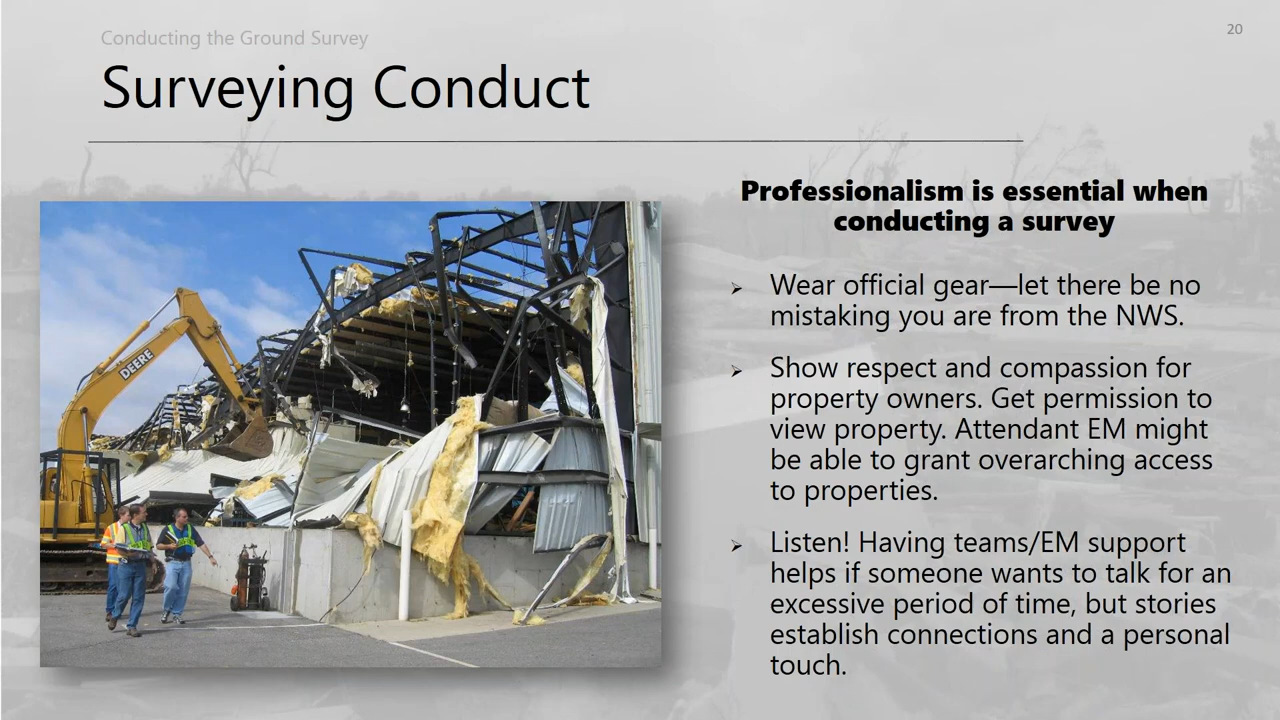 Conducting the Ground Survey
20
Surveying Conduct
DEERE
Professionalism is essential when
conducting a survey
Wear official gear—let there be no
mistaking you are from the NWS.
Show respect and compassion for
property owners. Get permission to
view property. Attendant EM might
be able to grant overarching access
to properties.
Listen! Having teams/EM support
helps if someone wants to talk for an
excessive period of time, but stories
establish connections and a personal
touch.